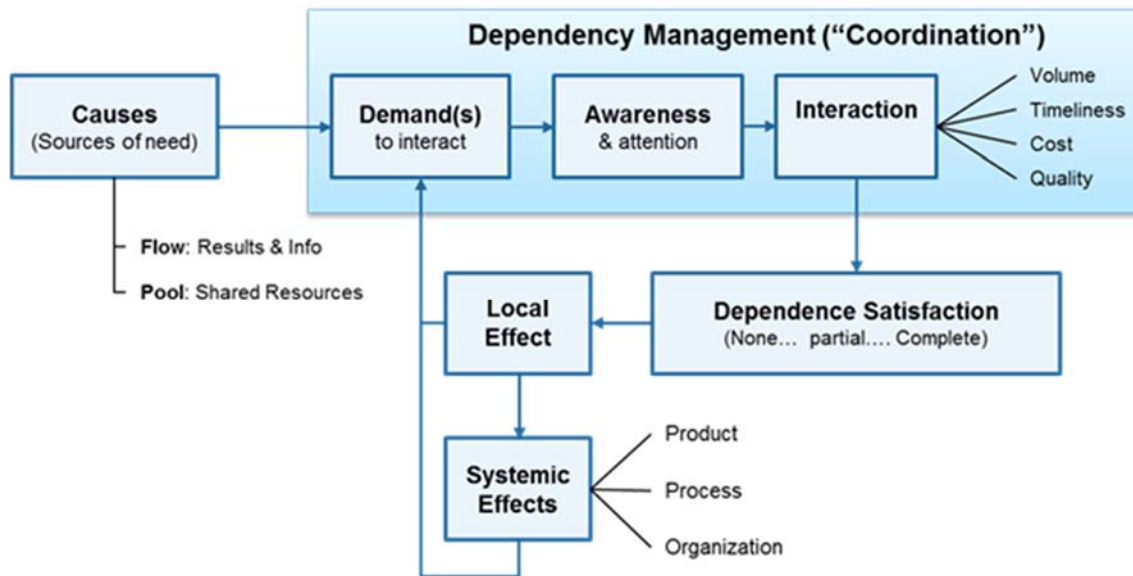 Dependency Management (“Coordination”)
Causes
(Sources of need)
Demand(s)
to interact
Awareness
& attention
Interaction
Volume
Timeliness
Cost
Quality
Flow: Results & Info
Pool: Shared Resources
Local
Effect
Dependence Satisfaction
(None... partial.... Complete)
Systemic
Effects
Product
Process
Organization